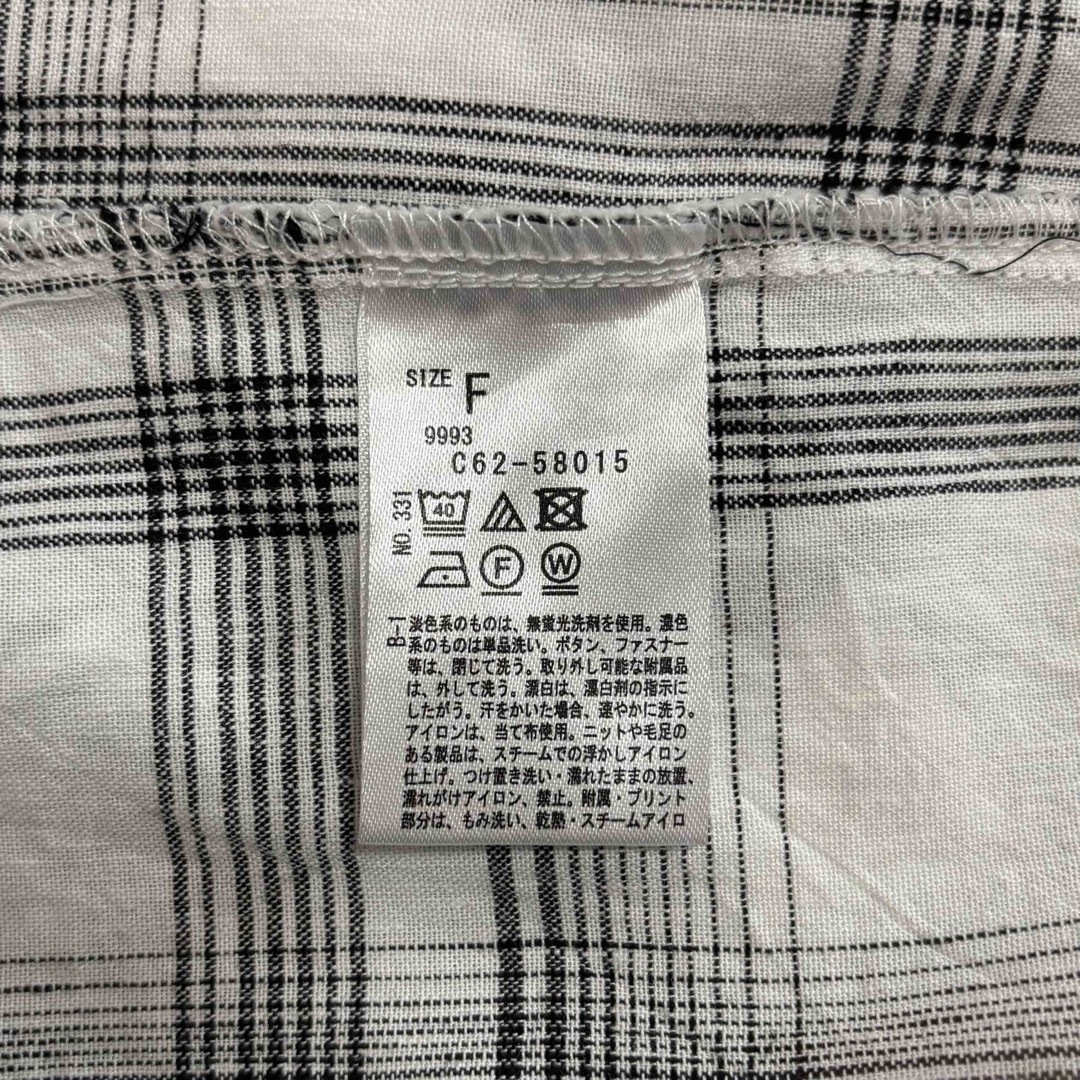 SIZE F
9993
C62-58015
NO.331
40
F W
B-1
淡色系のものは、無蛍光洗剤を使用。濃色
系のものは単品洗い。ボタン、ファスナー
等は、閉じて洗う。取り外し可能な附属品
は、外して洗う。漂白は、漂白剤の指示に
したがう。汗をかいた場合、速やかに洗う。
アイロンは、当て布使用。ニットや毛足の
ある製品は、スチームでの浮かしアイロン
仕上げ。つけ置き洗い・濡れたままの放置、
濡れがけアイロン、禁止。附属・プリント
部分は、もみ洗い、乾熱・スチームアイロ